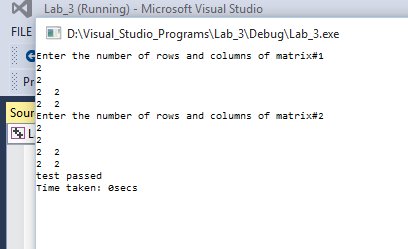 Lab_3 (Running) - Microsoft Visual Studio
FILE
D:\Visual_Studio_Programs\Lab_3\Debug\Lab_3.exe
Enter the number of rows and columns of matrix#1
2
2
2 2
2 2
Enter the number of rows and columns of matrix#2
2
2
2 2
2 2
test passed
Time taken: 0secs
Pr
Sour
L